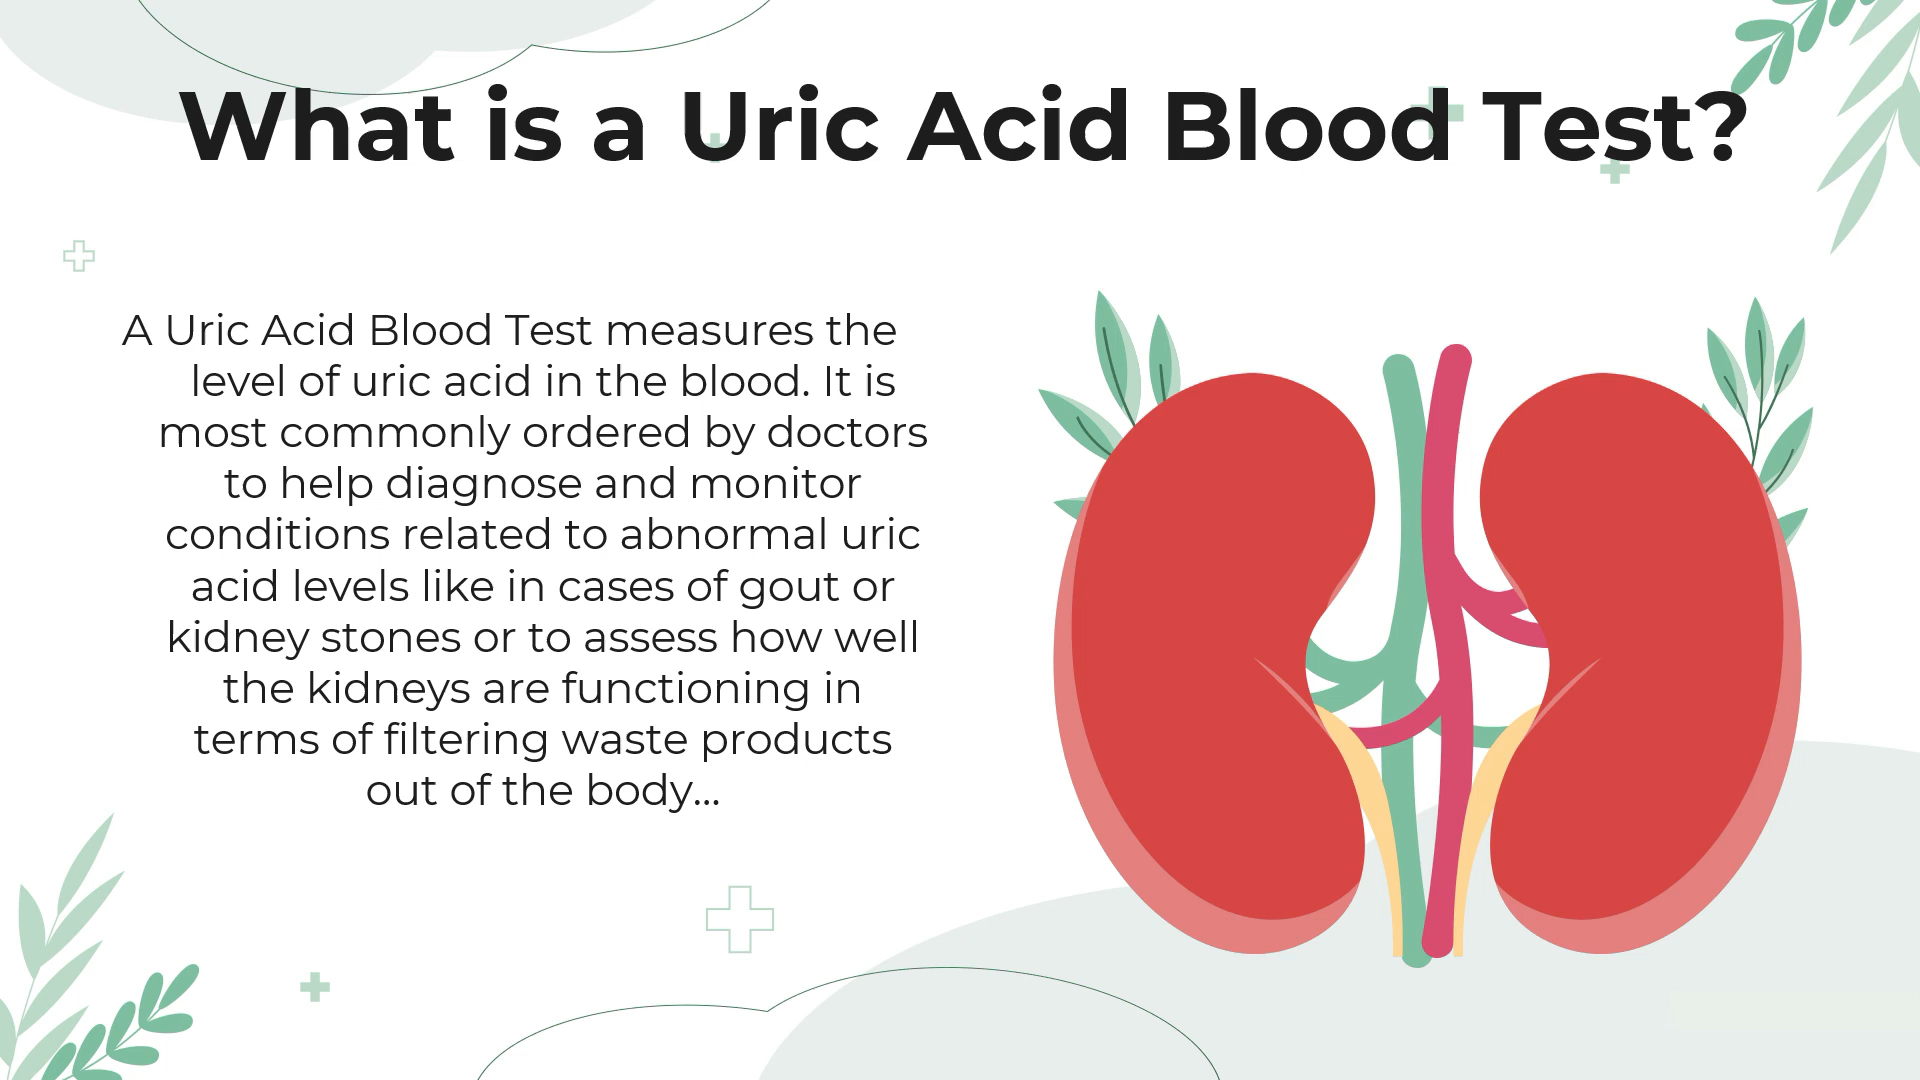 What is a Uric Acid Blood Test?
A Uric Acid Blood Test measures the
level of uric acid in the blood. It is
most commonly ordered by doctors
to help diagnose and monitor
conditions related to abnormal uric
acid levels like in cases of gout or
kidney stones or to assess how well
the kidneys are functioning in
terms of filtering waste products
out of the body...